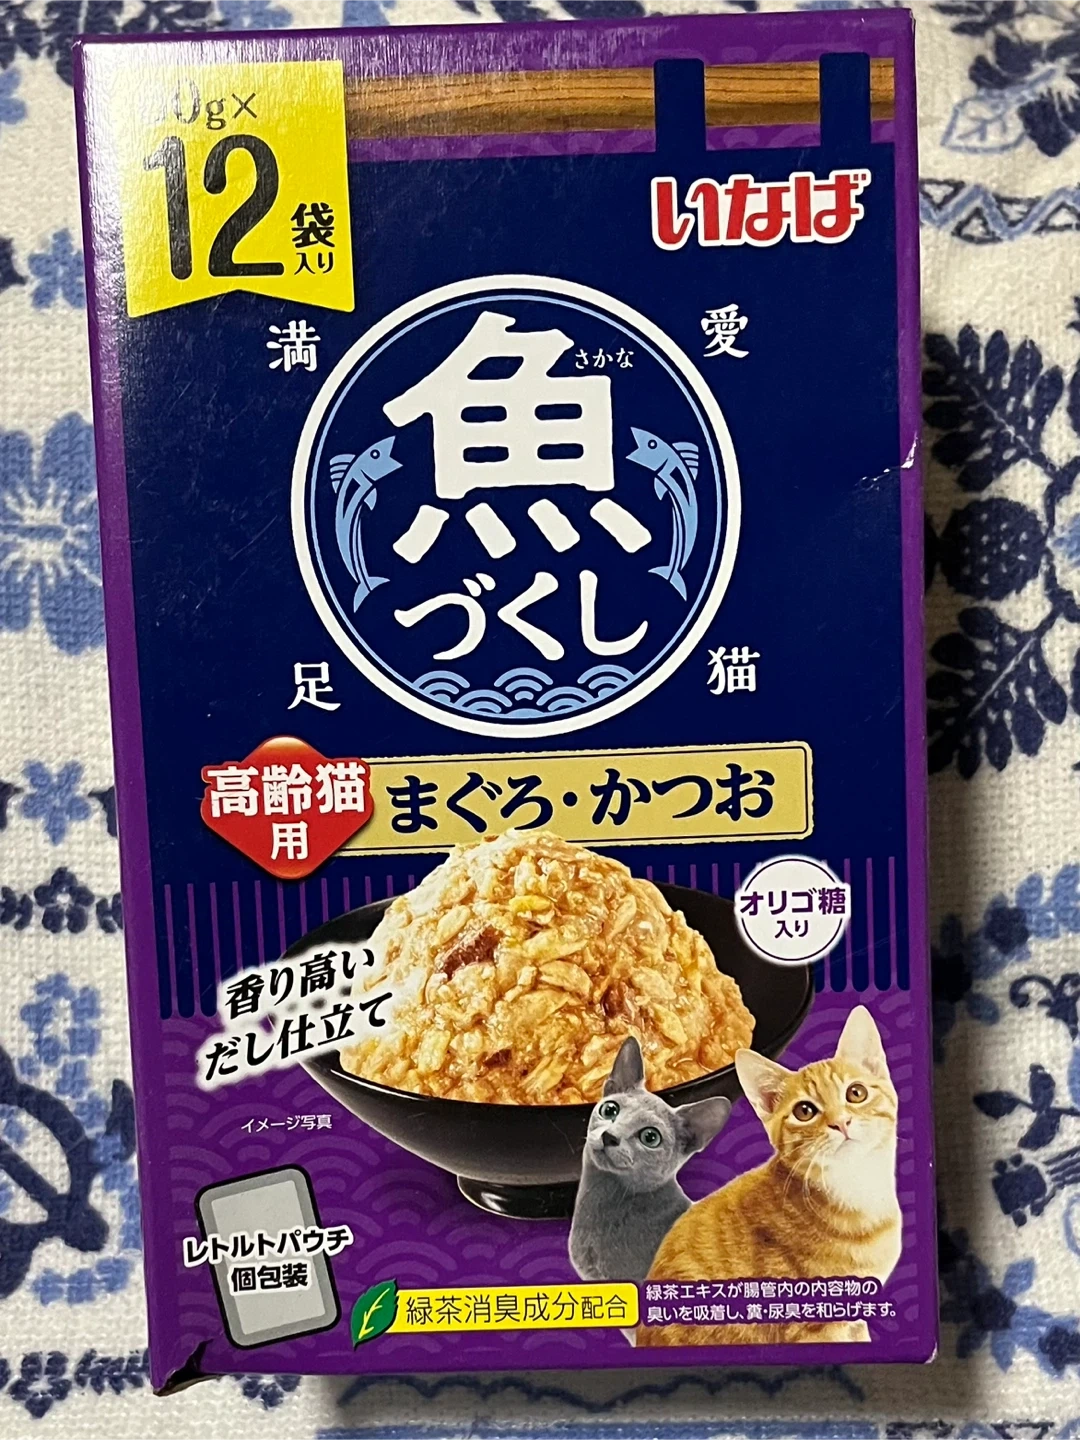 0g×
12
袋
入り
いなば
満
愛
魚
さかな
づくし
足
猫
高齢猫
用
まぐろ・かつお
オリゴ糖
入り
香り高い
だし仕立て
イメージ写真
レトルトパウチ
個包装
緑茶消臭成分配合
緑茶エキスが腸管内の内容物の
臭いを吸着し、糞・尿臭を和らげます。